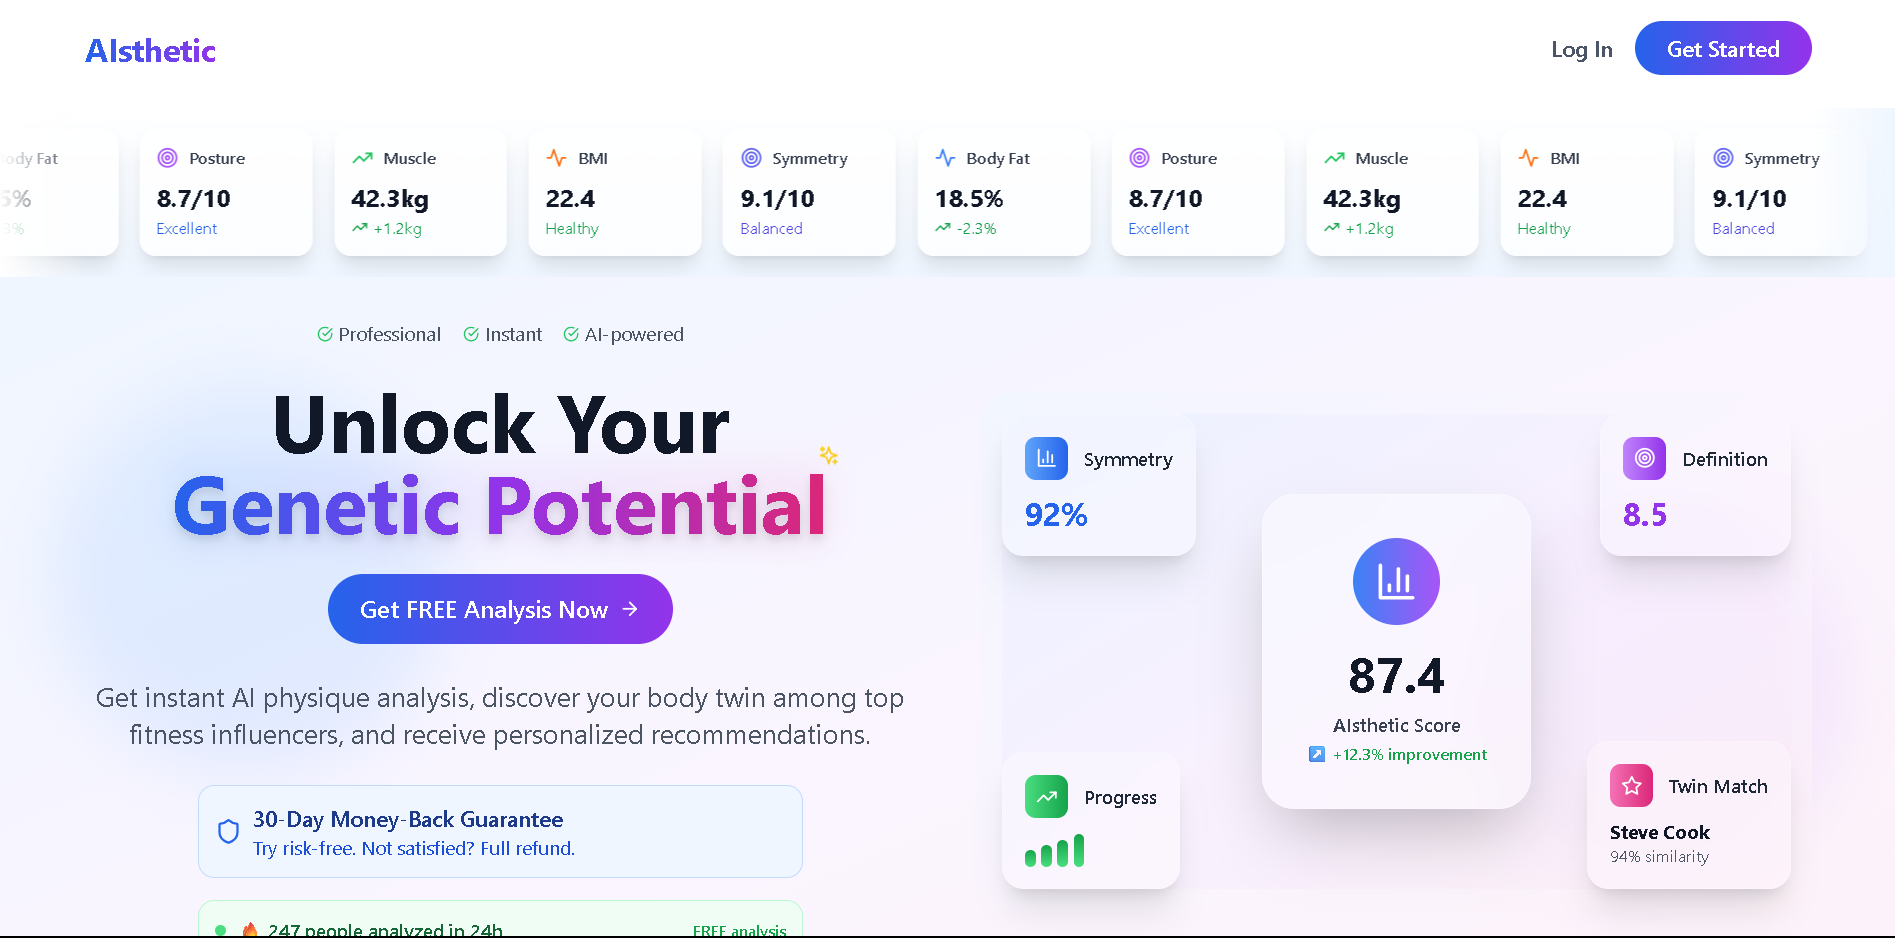 AIsthetic
Log In
Get Started
ody Fat
Posture
Muscle
BMI
Symmetry
Body Fat
Posture
Muscle
BMI
Symmetry
5%
8.7/10
42.3kg
22.4
9.1/10
18.5%
8.7/10
42.3kg
22.4
9.1/10
3%
Excellent
+1.2kg
Healthy
Balanced
-2.3%
Excellent
+1.2kg
Healthy
Balanced
Professional
Instant
AI-powered
Unlock Your
Genetic Potential
Get FREE Analysis Now
Get instant AI physique analysis, discover your body twin among top
fitness influencers, and receive personalized recommendations.
30-Day Money-Back Guarantee
Try risk-free. Not satisfied? Full refund.
247 people analyzed in 24h
FREE analysis
Symmetry
92%
Definition
8.5
87.4
AIsthetic Score
+12.3% improvement
Progress
Twin Match
Steve Cook
94% similarity